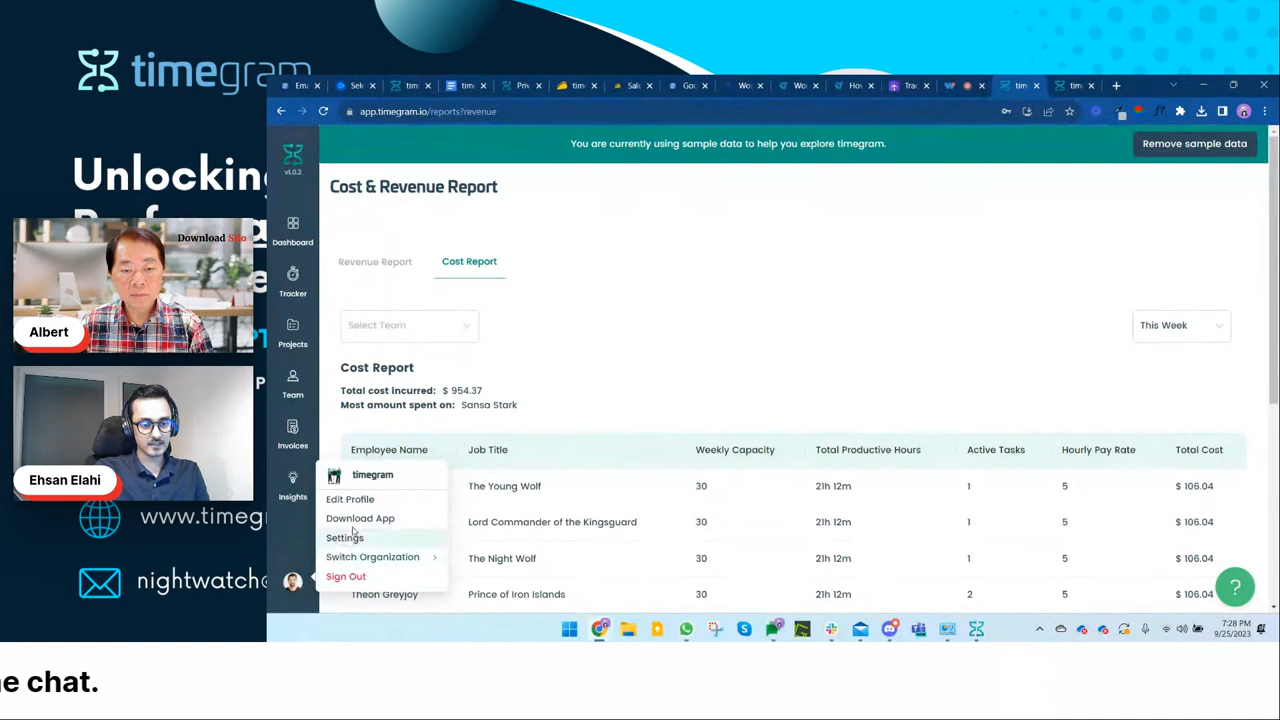 timegram
Unlocking
Download Silo
Albert
Ehsan Elahi
www.timeg
nightwatch@
e chat.
app.timegram.io/reports?revenue
You are currently using sample data to help you explore timegram.
Remove sample data
v1.0.2
Dashboard
Tracker
Projects
Team
Invoices
Insights
Cost & Revenue Report
Revenue Report
Cost Report
Select Team
This Week
Cost Report
Total cost incurred: $ 954.37
Most amount spent on: Sansa Stark
Employee Name Job Title Weekly Capacity Total Productive Hours Active Tasks Hourly Pay Rate Total Cost
The Young Wolf 30 21h 12m 1 5 $ 106.04
Lord Commander of the Kingsguard 30 21h 12m 1 5 $ 106.04
The Night Wolf 30 21h 12m 1 5 $ 106.04
Theon Greyjoy Prince of Iron Islands 30 21h 12m 2 5 $ 106.04
timegram
Edit Profile
Download App
Settings
Switch Organization
Sign Out
?
7:28 PM
9/25/2023